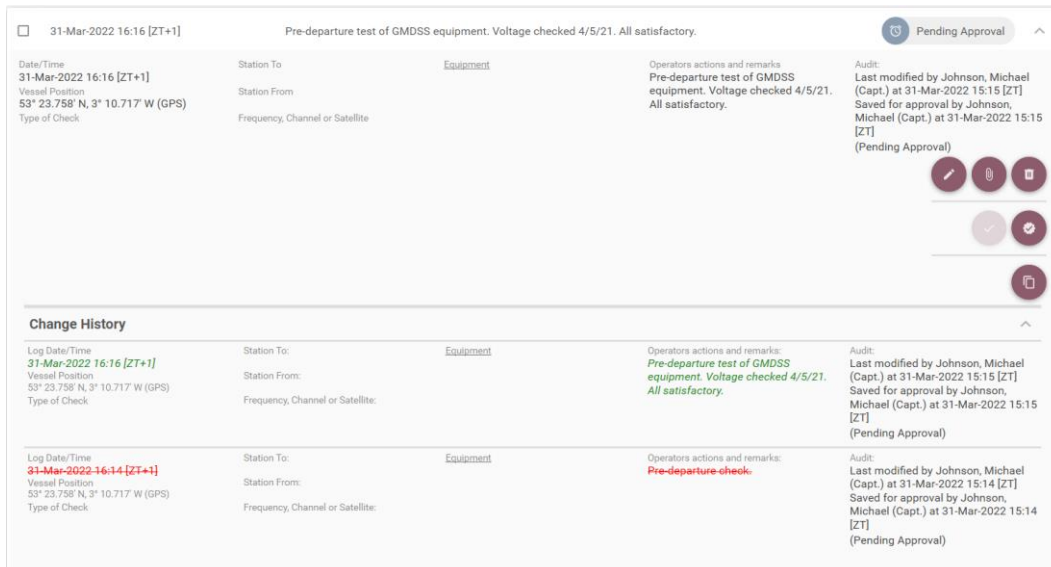 31-Mar-2022 16:16 [ZT+1] Pre-departure test of GMDSS equipment. Voltage checked 4/5/21. All satisfactory. Pending Approval
Date/Time
31-Mar-2022 16:16 [ZT+1]
Vessel Position
53° 23.758' N, 3° 10.717' W (GPS)
Type of Check
Station To
Station From
Frequency, Channel or Satellite
Equipment
Operators actions and remarks
Pre-departure test of GMDSS
equipment. Voltage checked 4/5/21.
All satisfactory.
Audit:
Last modified by Johnson, Michael
(Capt.) at 31-Mar-2022 15:15 [ZT]
Saved for approval by Johnson,
Michael (Capt.) at 31-Mar-2022 15:15
[ZT]
(Pending Approval)
Change History
Log Date/Time
31-Mar-2022 16:16 [ZT+1]
Vessel Position
53° 23.758' N, 3° 10.717' W (GPS)
Type of Check
Station To:
Station From:
Frequency, Channel or Satellite:
Equipment
Operators actions and remarks:
Pre-departure test of GMDSS
equipment. Voltage checked 4/5/21.
All satisfactory.
Audit:
Last modified by Johnson, Michael
(Capt.) at 31-Mar-2022 15:15 [ZT]
Saved for approval by Johnson,
Michael (Capt.) at 31-Mar-2022 15:15
[ZT]
(Pending Approval)
Log Date/Time
31-Mar-2022 16:14 [ZT+1]
Vessel Position
53° 23.758' N, 3° 10.717' W (GPS)
Type of Check
Station To:
Station From:
Frequency, Channel or Satellite:
Equipment
Operators actions and remarks:
Pre-departure check.
Audit:
Last modified by Johnson, Michael
(Capt.) at 31-Mar-2022 15:14 [ZT]
Saved for approval by Johnson,
Michael (Capt.) at 31-Mar-2022 15:14
[ZT]
(Pending Approval)